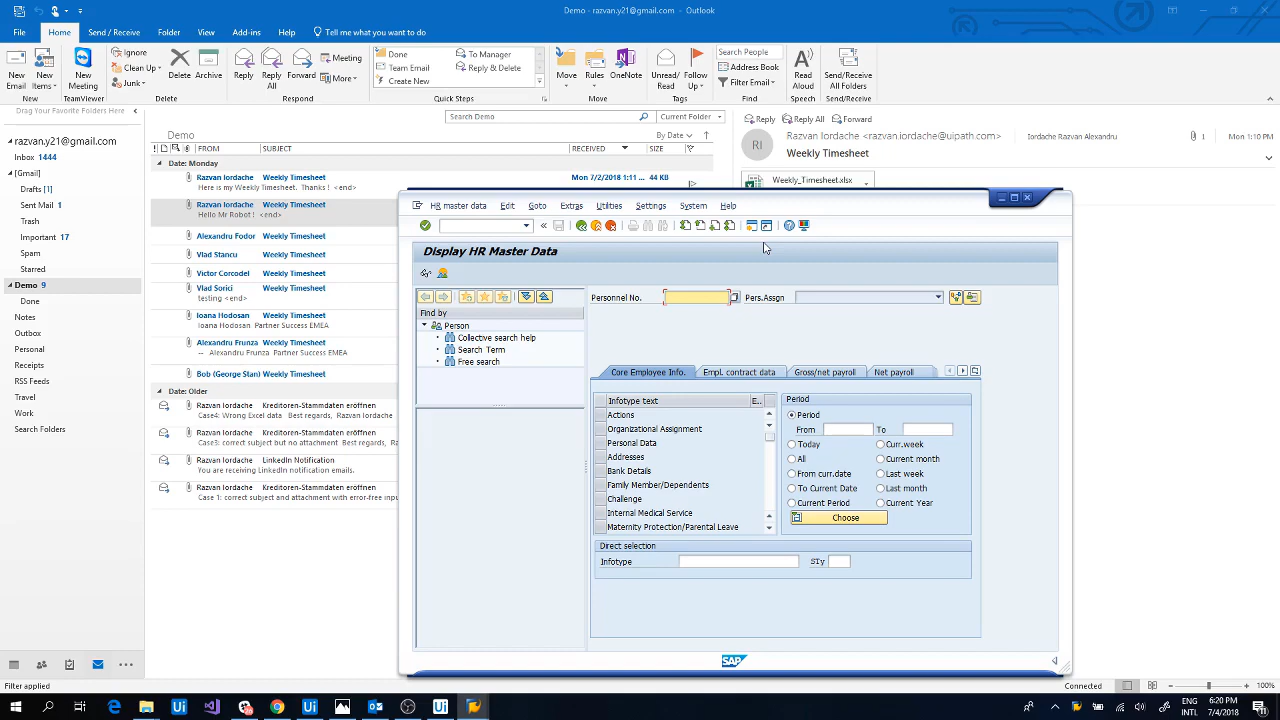 Demo - razvan.y21@gmail.com - Outlook
File Home Send / Receive Folder View Add-ins Help Tell me what you want to do
New Email
New Items
New Meeting
Ignore
Clean Up
Junk
Delete
Archive
Reply
Reply All
Forward
Meeting
More
Done
Team Email
Create New
To Manager
Reply & Delete
Move
Rules
OneNote
Unread/ Read
Follow Up
Search People
Address Book
Filter Email
Read Aloud
Send/Receive All Folders
New TeamViewer Delete Respond Quick Steps Move Tags Find Speech Send/Receive
Drag Your Favorite Folders Here
razvan.y21@gmail.com
Inbox 1444
[Gmail]
Drafts [1]
Sent Mail 1
Trash
Important 17
Spam
Starred
Demo 9
Done
Notes
Outbox
Personal
Receipts
RSS Feeds
Travel
Work
Search Folders
Search Demo
Current Folder
Demo
By Date
FROM SUBJECT RECEIVED SIZE
Date: Monday
Razvan Iordache Weekly Timesheet Mon 7/2/2018 1:11 ... 44 KB
Here is my Weekly Timesheet. Thanks ! <end>
Razvan Iordache Weekly Timesheet
Hello Mr Robot ! <end>
Alexandru Fodor Weekly Timesheet
Vlad Stancu Weekly Timesheet
Victor Corcodel Weekly Timesheet
Vlad Sorici Weekly Timesheet
testing <end>
Ioana Hodosan Weekly Timesheet
Ioana Hodosan Partner Success EMEA
Alexandru Frunza Weekly Timesheet
-- Alexandru Frunza Partner Success EMEA
Bob (George Stan) Weekly Timesheet
Date: Older
Razvan Iordache Kreditoren-Stammdaten eröffnen
Case4: Wrong Excel data Best regards, Razvan Iordac
Razvan Iordache Kreditoren-Stammdaten eröffnen
Case3: correct subject but no attachment Best regards,
Razvan Iordache LinkedIn Notification
You are receiving LinkedIn notification emails.
Razvan Iordache Kreditoren-Stammdaten eröffnen
Case 1: correct subject and attachment with error-free input
Reply Reply All Forward
RI
Razvan Iordache <razvan.iordache@uipath.com> Iordache Razvan Alexandru 1 Mon 1:10 PM
Weekly Timesheet
Weekly_Timesheet.xlsx
HR master data Edit Goto Extras Utilities Settings System Help
Display HR Master Data
Find by
Person
Collective search help
Search Term
Free search
Personnel No. Pers.Assgn
Core Employee Info. Empl. contract data Gross/net payroll Net payroll
Infotype text E..
Actions
Organizational Assignment
Personal Data
Addresses
Bank Details
Family Member/Dependents
Challenge
Internal Medical Service
Maternity Protection/Parental Leave
Period
Period
From To
Today Curr.week
All Current month
From curr.date Last week
To Current Date Last month
Current Period Current Year
Choose
Direct selection
Infotype STy
SAP
Filter applied
Connected
100%
Ui
Ui
Ui
6:20 PM
INTL 7/4/2018